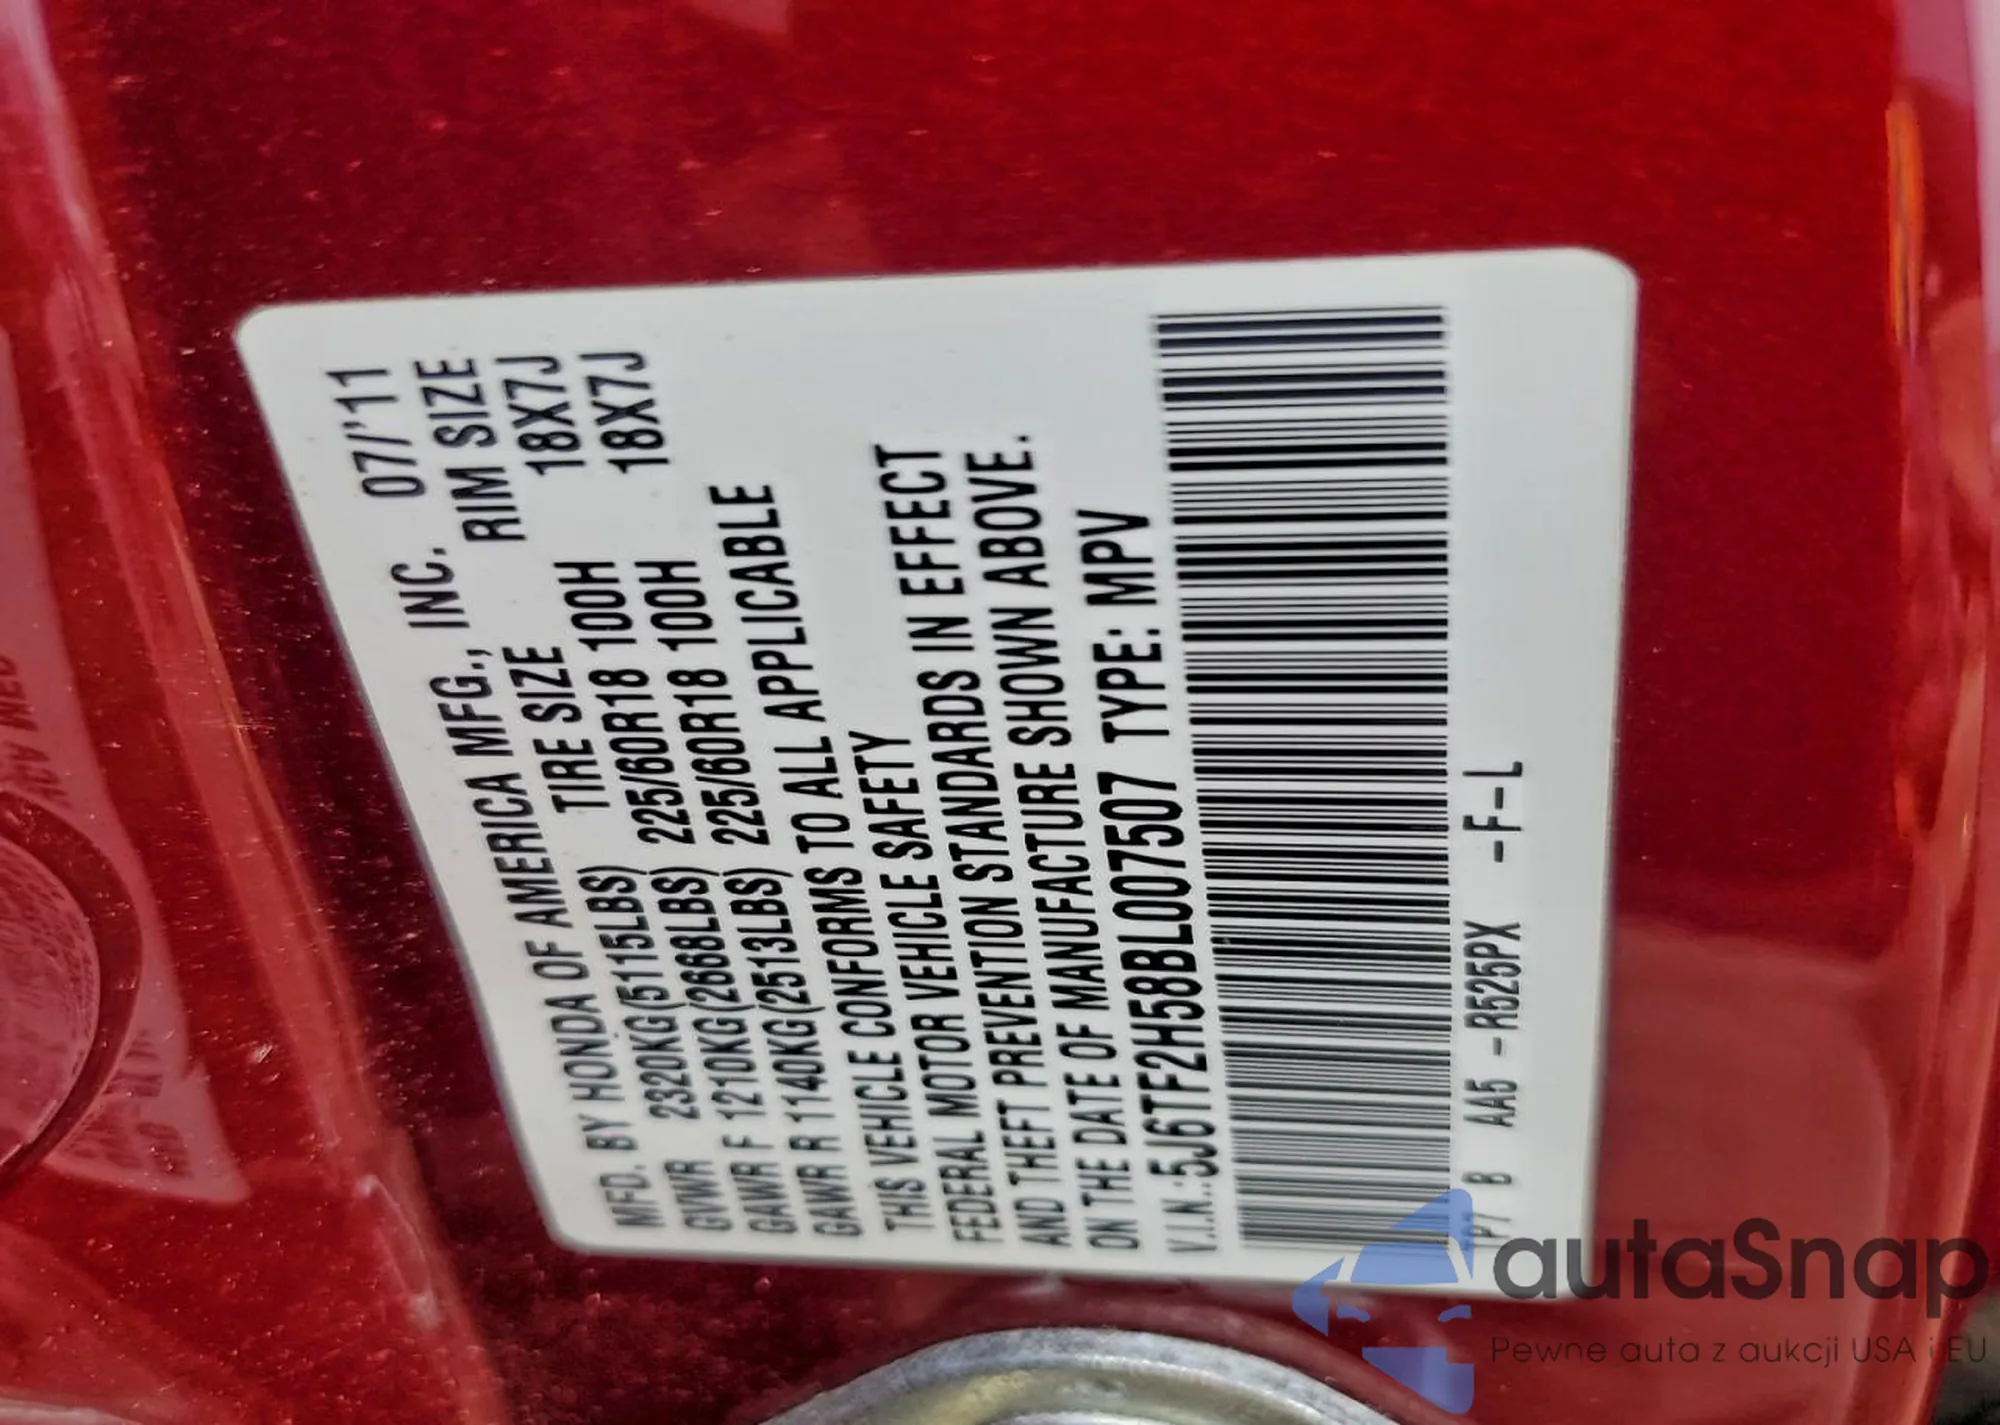 MFD. BY HONDA OF AMERICA MFG., INC. 07/'11
GVWR 2320KG(5115LBS) TIRE SIZE RIM SIZE
GAWR F 1210KG(2668LBS) 225/60R18 100H 18X7J
GAWR R 1140KG(2513LBS) 225/60R18 100H 18X7J
THIS VEHICLE CONFORMS TO ALL APPLICABLE
FEDERAL MOTOR VEHICLE SAFETY
AND THEFT PREVENTION STANDARDS IN EFFECT
ON THE DATE OF MANUFACTURE SHOWN ABOVE.
V.I.N.:5J6TF2H58BL007507 TYPE: MPV
B AA5 -R525PX -F-L
autaSnap
Pewne auta z aukcji USA i EU